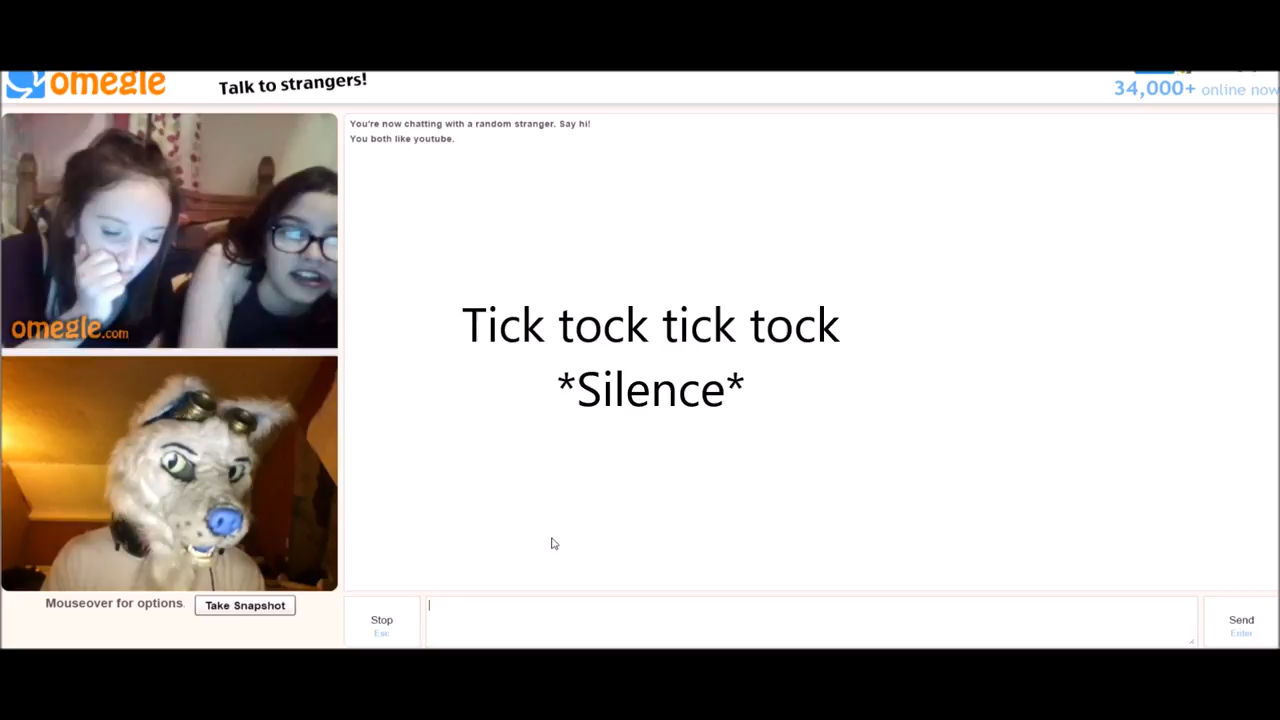 omegle
Talk to strangers!
34,000+ online now
You're now chatting with a random stranger. Say hi!
You both like youtube.
omegle.com
Tick tock tick tock
*Silence*
Mouseover for options.
Take Snapshot
Stop
Esc
Send
Enter